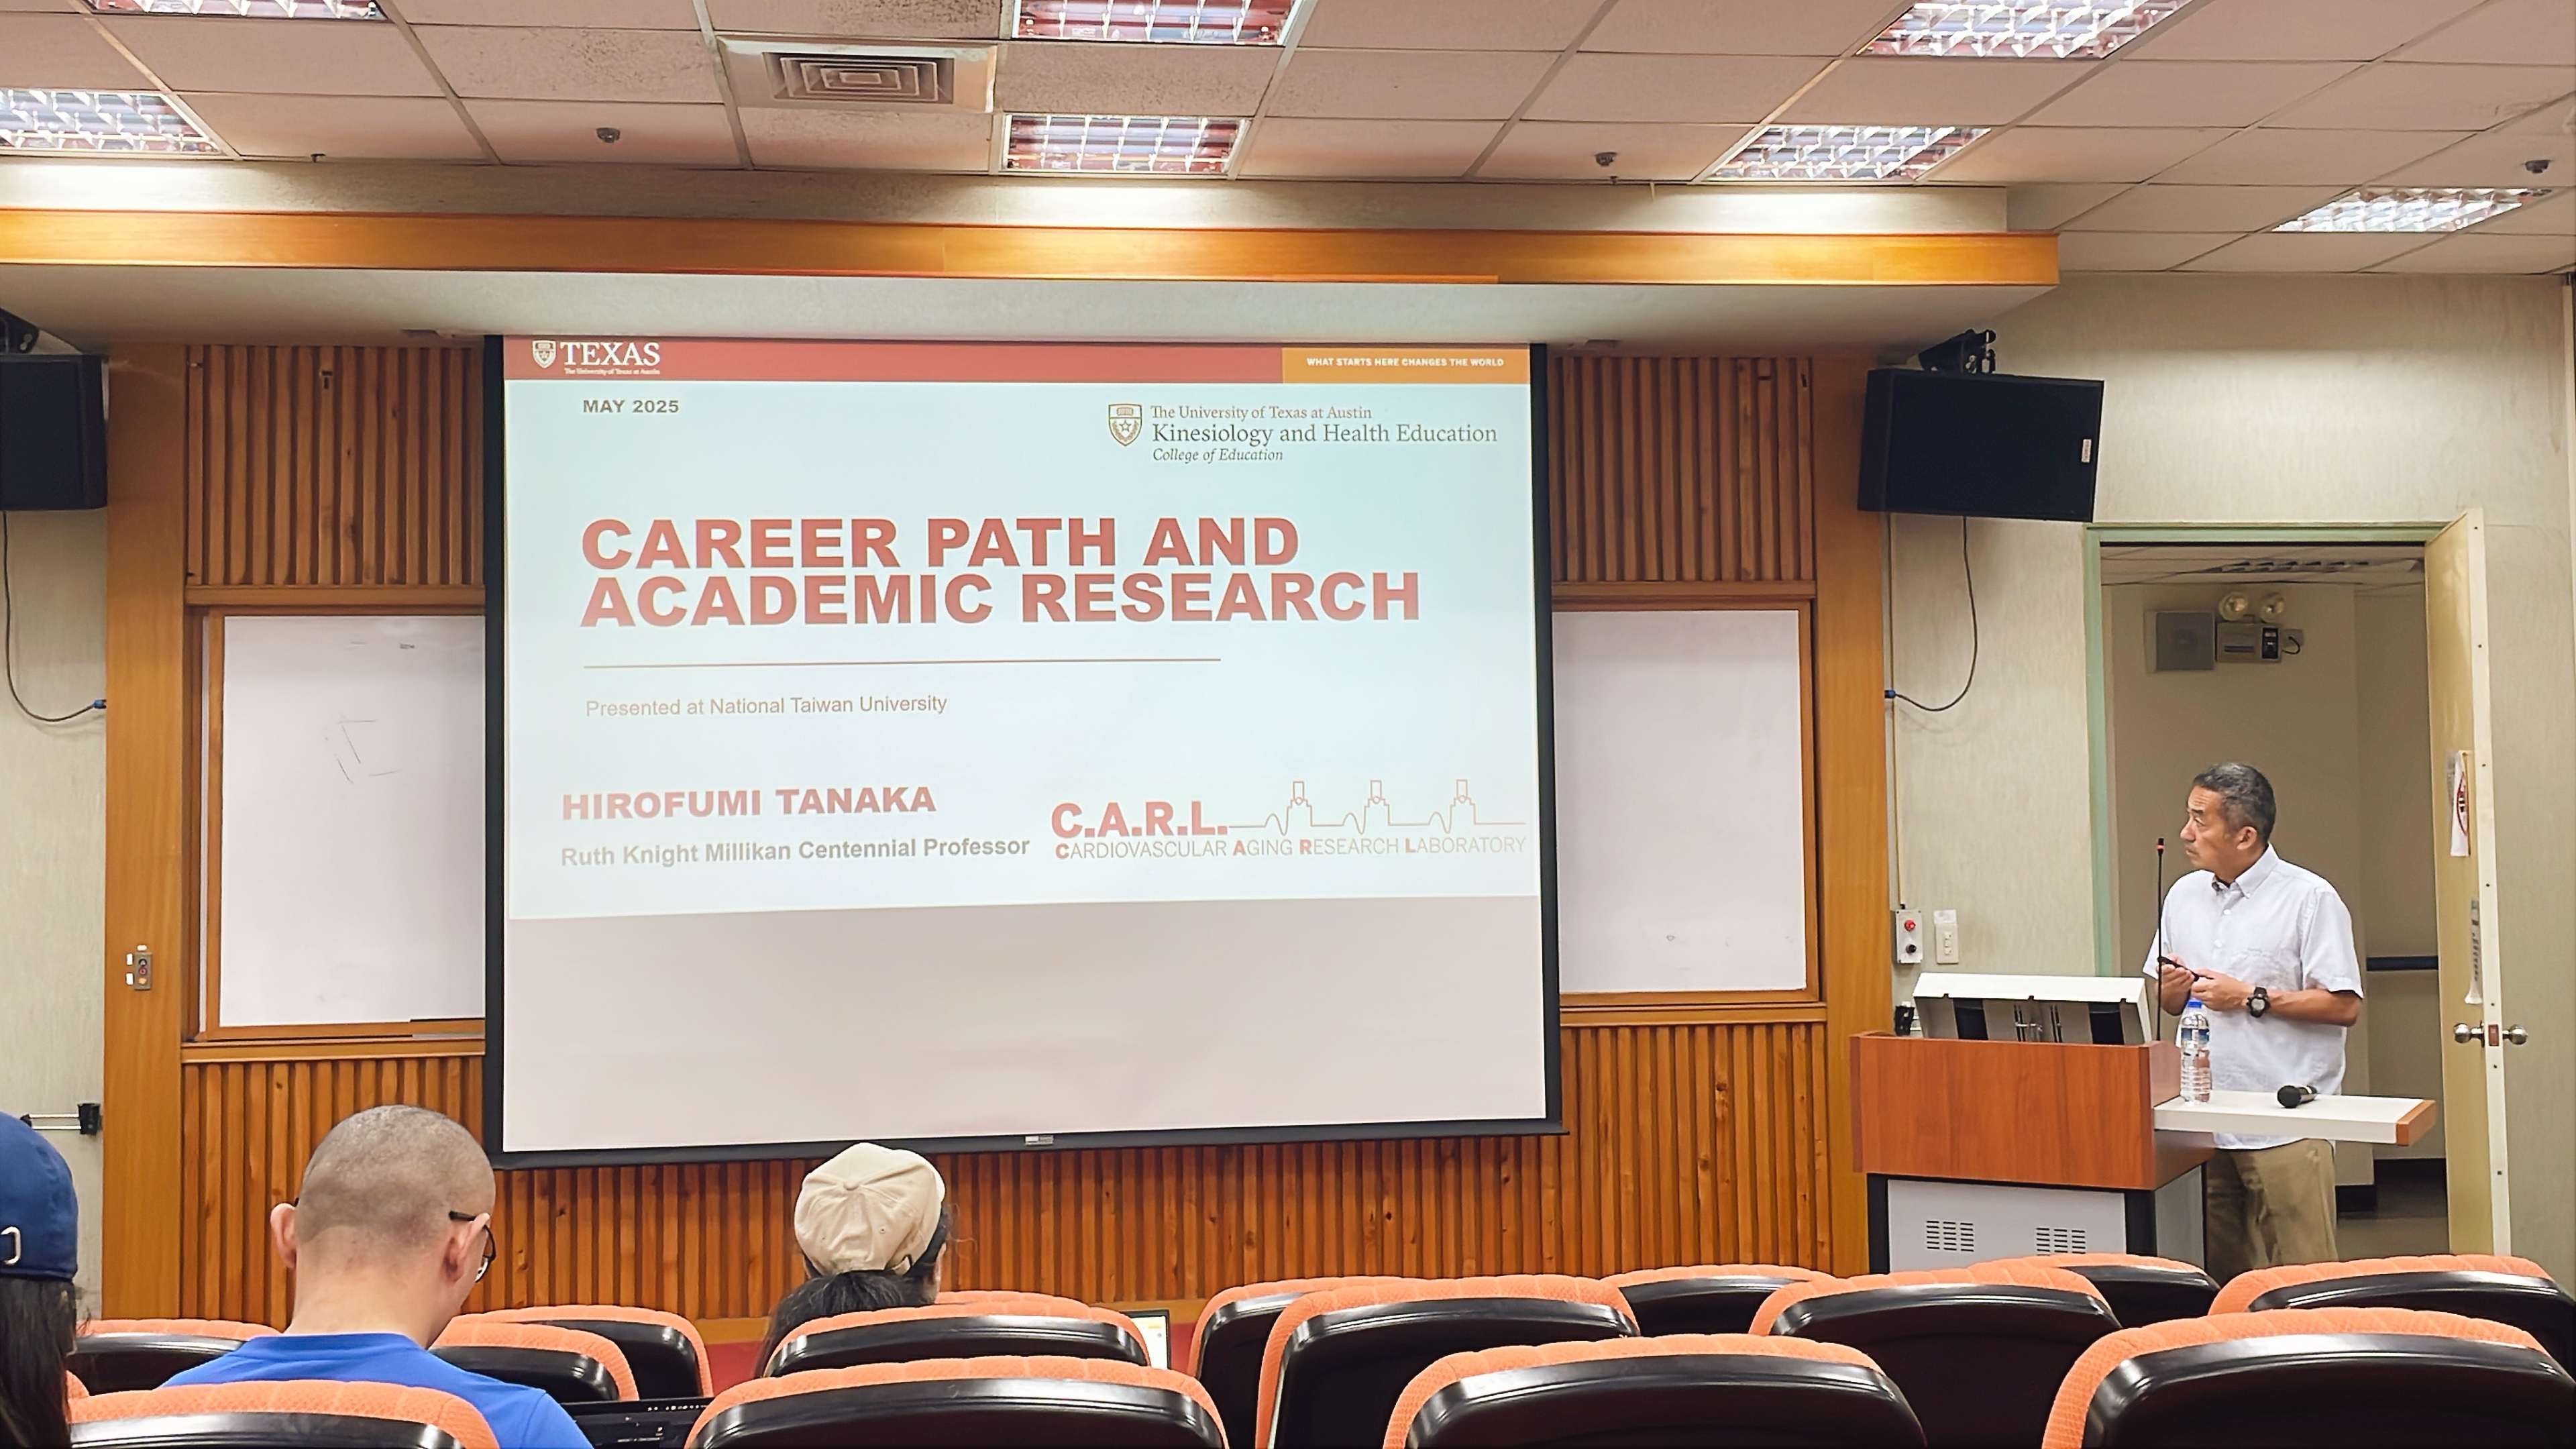 TEXAS
The University of Texas at Austin
WHAT STARTS HERE CHANGES THE WORLD
MAY 2025
The University of Texas at Austin
Kinesiology and Health Education
College of Education
CAREER PATH AND
ACADEMIC RESEARCH
Presented at National Taiwan University
HIROFUMI TANAKA
Ruth Knight Millikan Centennial Professor
C.A.R.L.
CARDIOVASCULAR AGING RESEARCH LABORATORY